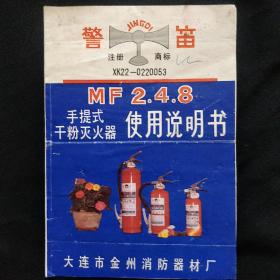 警 JINGDI 笛
注册 商标
XK22-0220053
MF 2.4.8
手提式
干粉灭火器 使用说明书
大连市金州消防器材厂